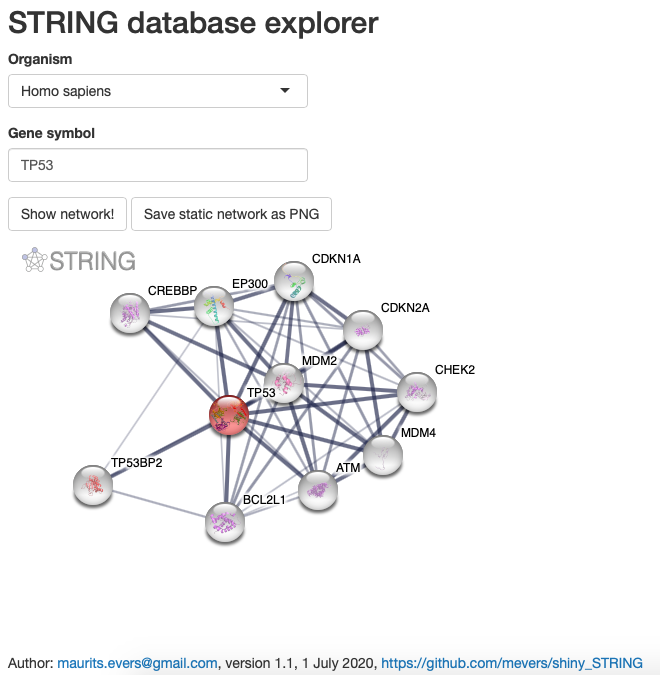 STRING database explorer
Organism
Homo sapiens
Gene symbol
TP53
Show network! Save static network as PNG
STRING
CDKN1A
CREBBP EP300
CDKN2A
MDM2
CHEK2
TP53
MDM4
TP53BP2 ATM
BCL2L1
Author: maurits.evers@gmail.com, version 1.1, 1 July 2020, https://github.com/mevers/shiny_STRING